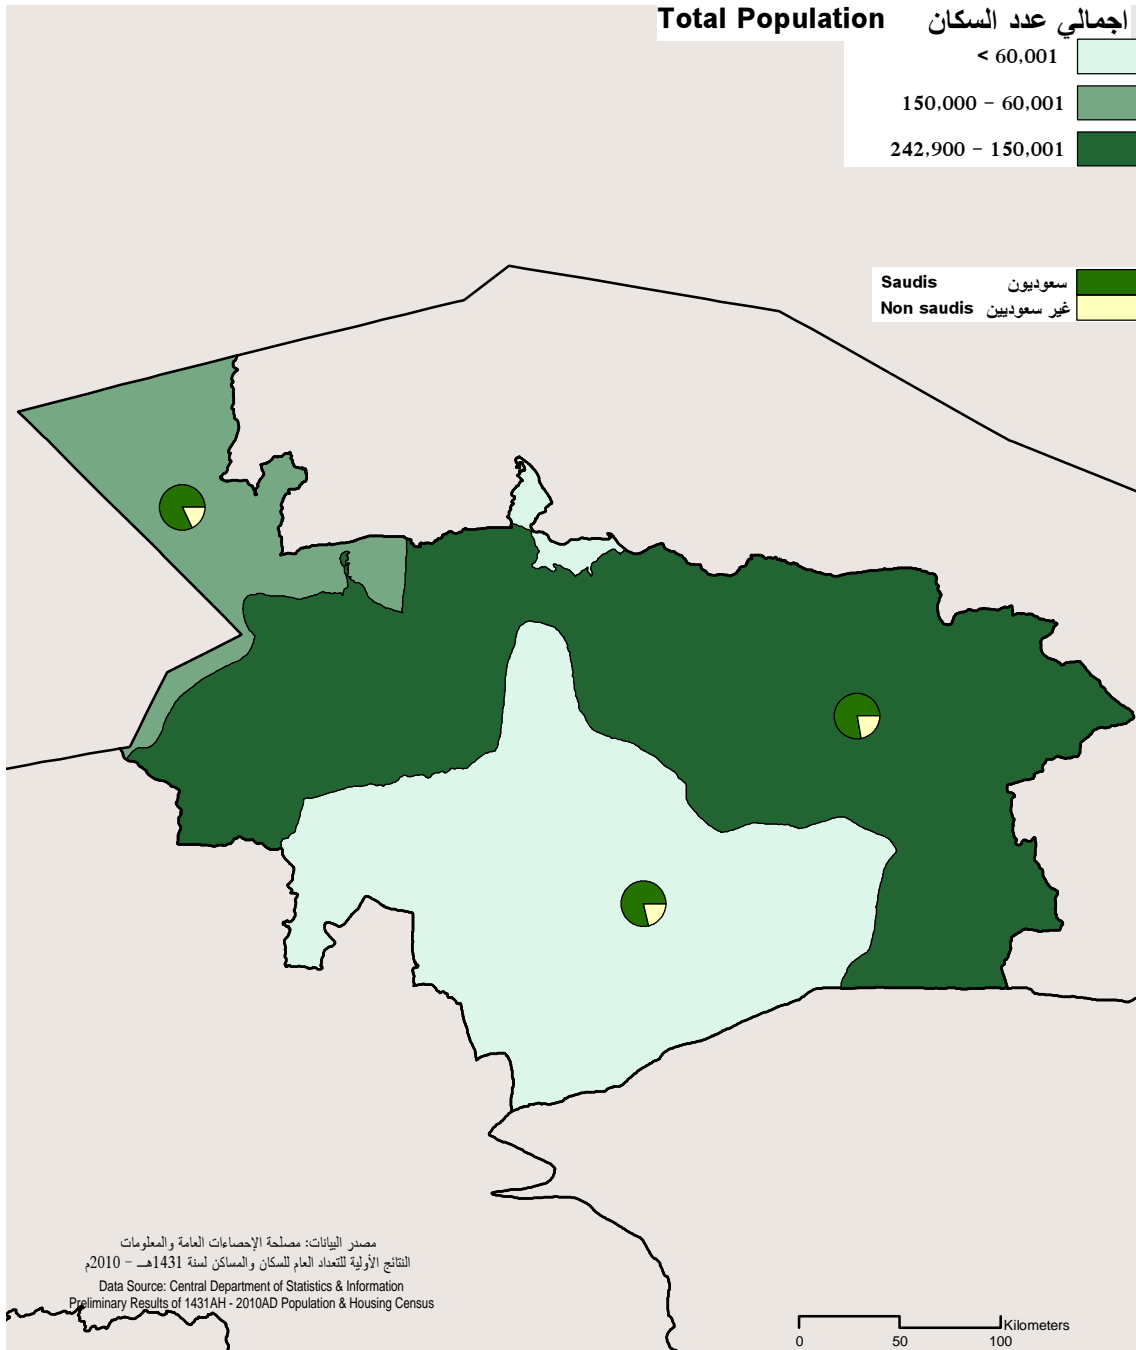 Total Population اجمالي عدد السكان
< 60,001
150,000 - 60,001
242,900 - 150,001
Saudis سعوديون
Non saudis غير سعوديين
مصدر البيانات: مصلحة الإحصاءات العامة والمعلومات
النتائج الأولية للتعداد العام للسكان والمساكن لسنة 1431هـ - 2010م
Data Source: Central Department of Statistics & Information
Preliminary Results of 1431AH - 2010AD Population & Housing Census
Kilometers
0 50 100